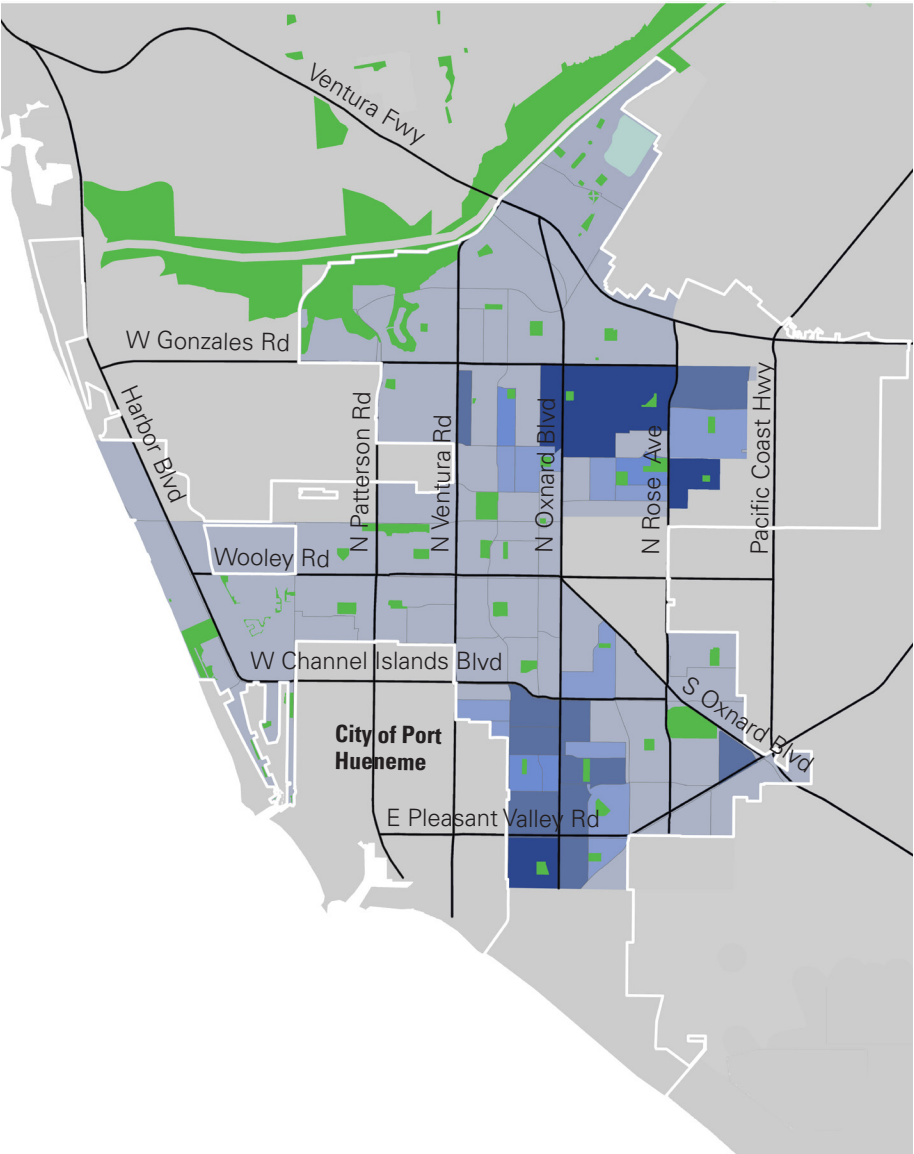 Ventura Fwy
W Gonzales Rd
Harbor Blvd
N Patterson Rd
N Ventura Rd
N Oxnard Blvd
N Rose Ave
Pacific Coast Hwy
Wooley Rd
W Channel Islands Blvd
S Oxnard Blvd
City of Port
Hueneme
E Pleasant Valley Rd